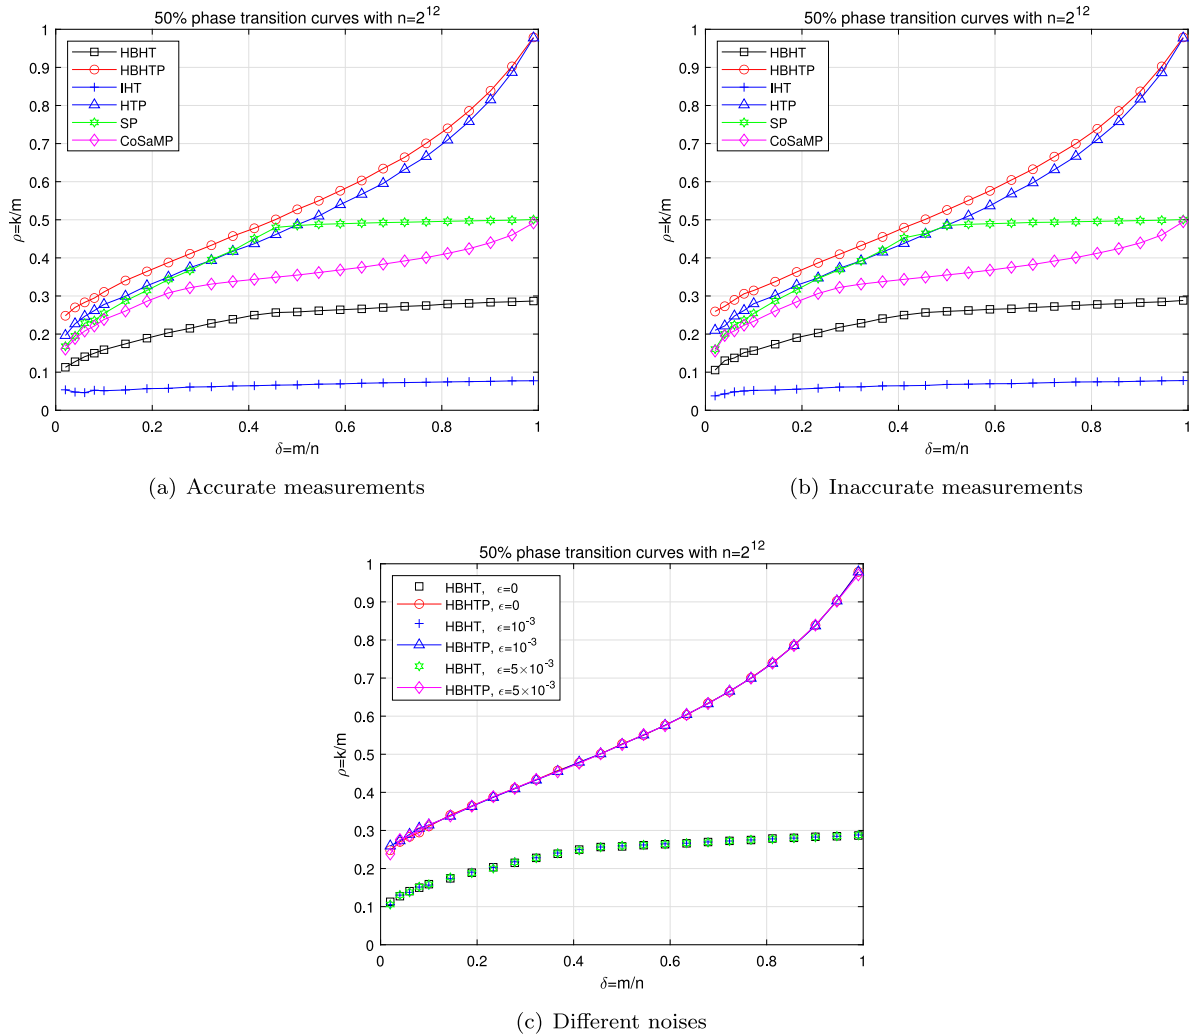 50% phase transition curves with n=2^12
HBHT
HBHTP
IHT
HTP
SP
CoSaMP
1
0.9
0.8
0.7
0.6
0.5
0.4
0.3
0.2
0.1
0
ρ=k/m
0 0.2 0.4 0.6 0.8 1
δ=m/n
(a) Accurate measurements
50% phase transition curves with n=2^12
HBHT
HBHTP
IHT
HTP
SP
CoSaMP
1
0.9
0.8
0.7
0.6
0.5
0.4
0.3
0.2
0.1
0
ρ=k/m
0 0.2 0.4 0.6 0.8 1
δ=m/n
(b) Inaccurate measurements
50% phase transition curves with n=2^12
HBHT, ϵ=0
HBHTP, ϵ=0
HBHT, ϵ=10^-3
HBHTP, ϵ=10^-3
HBHT, ϵ=5×10^-3
HBHTP, ϵ=5×10^-3
1
0.9
0.8
0.7
0.6
0.5
0.4
0.3
0.2
0.1
0
ρ=k/m
0 0.2 0.4 0.6 0.8 1
δ=m/n
(c) Different noises